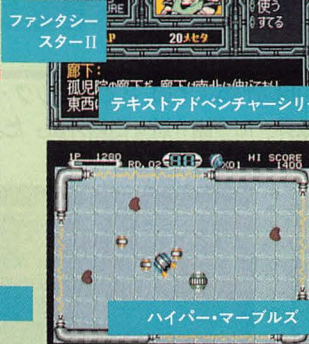 ファンタシー
スターII
使う
すてる
20メセタ
廊下:
孤児院の廊下だ。廊下は南北に伸びており
東西
テキストアドベンチャーシリ
1P 1280 RD.02 X01 HI SCORE
1400
ハイパー・マーブルズ